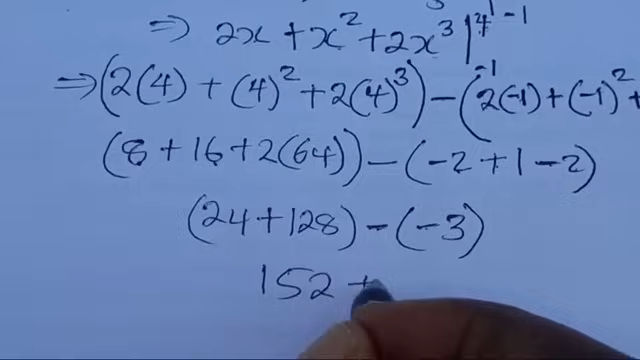 ⇒ 2x + x² + 2x³ |⁴₋₁
⇒ (2(4) + (4)² + 2(4)³) - (2(-1) + (-1)² +
(8 + 16 + 2(64)) - (-2 + 1 - 2)
(24 + 128) - (-3)
152 +